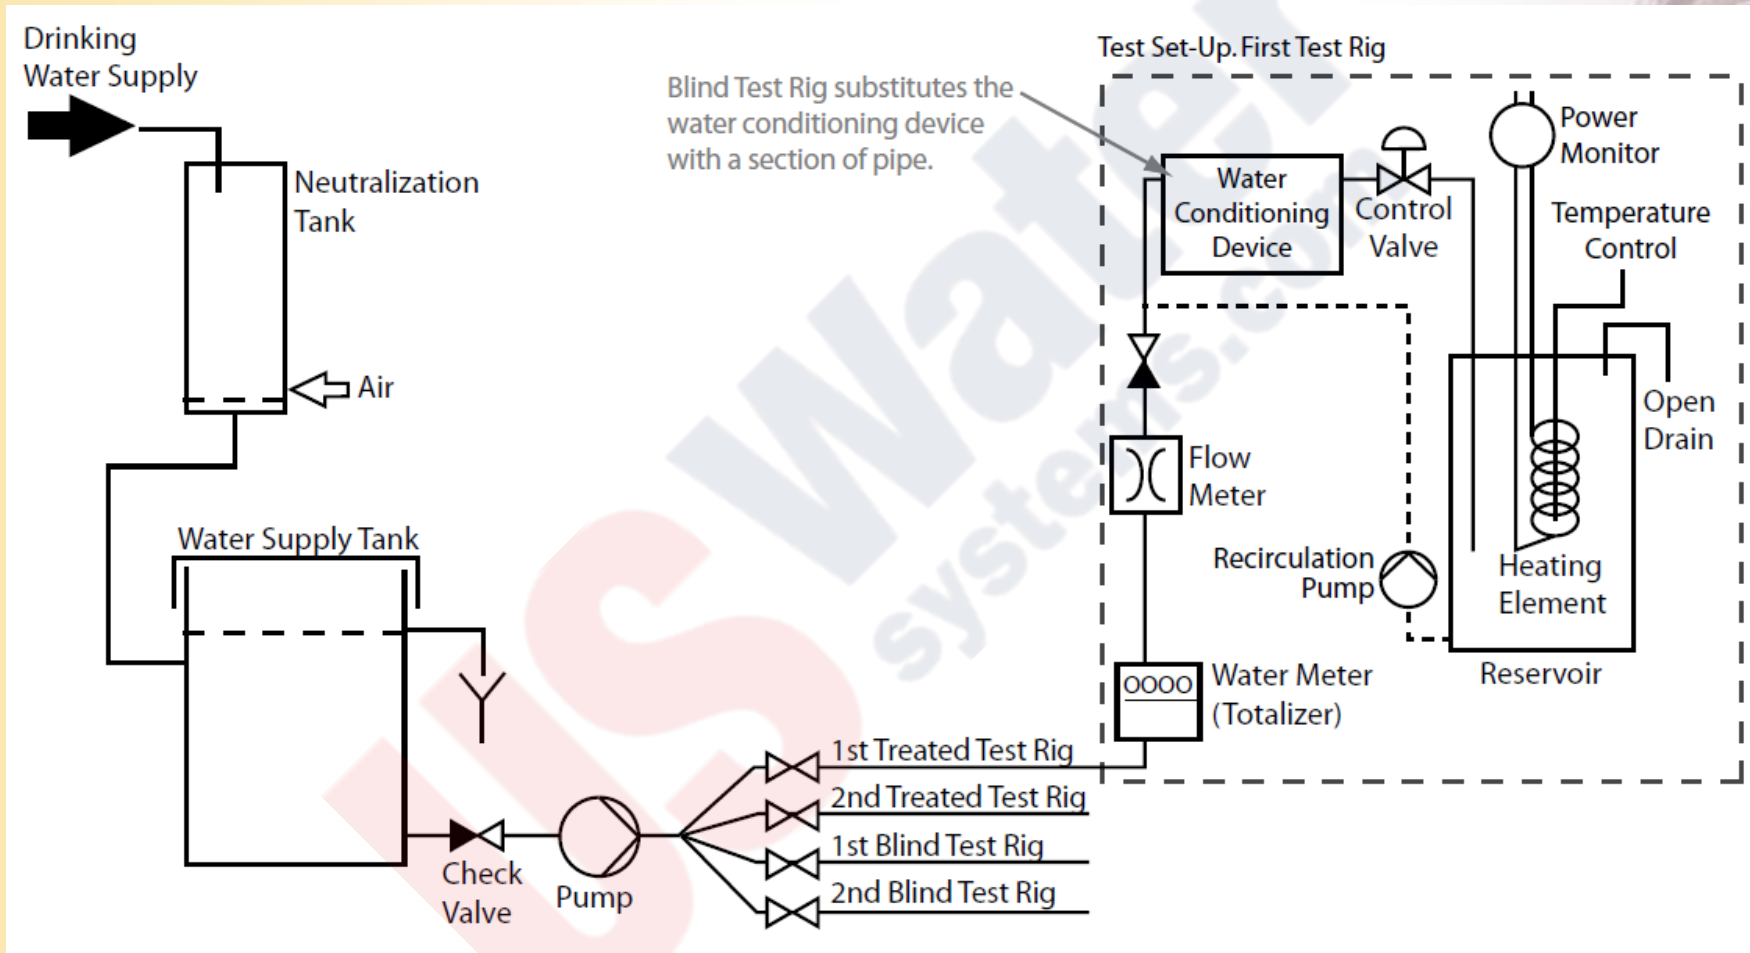 Drinking
Water Supply
Neutralization
Tank
Air
Water Supply Tank
Check
Valve
Pump
1st Treated Test Rig
2nd Treated Test Rig
1st Blind Test Rig
2nd Blind Test Rig
Blind Test Rig substitutes the
water conditioning device
with a section of pipe.
Test Set-Up. First Test Rig
Water
Conditioning
Device
Control
Valve
Power
Monitor
Temperature
Control
Open
Drain
Flow
Meter
Recirculation
Pump
Heating
Element
Reservoir
OOOO
Water Meter
(Totalizer)
US Water
systems.com